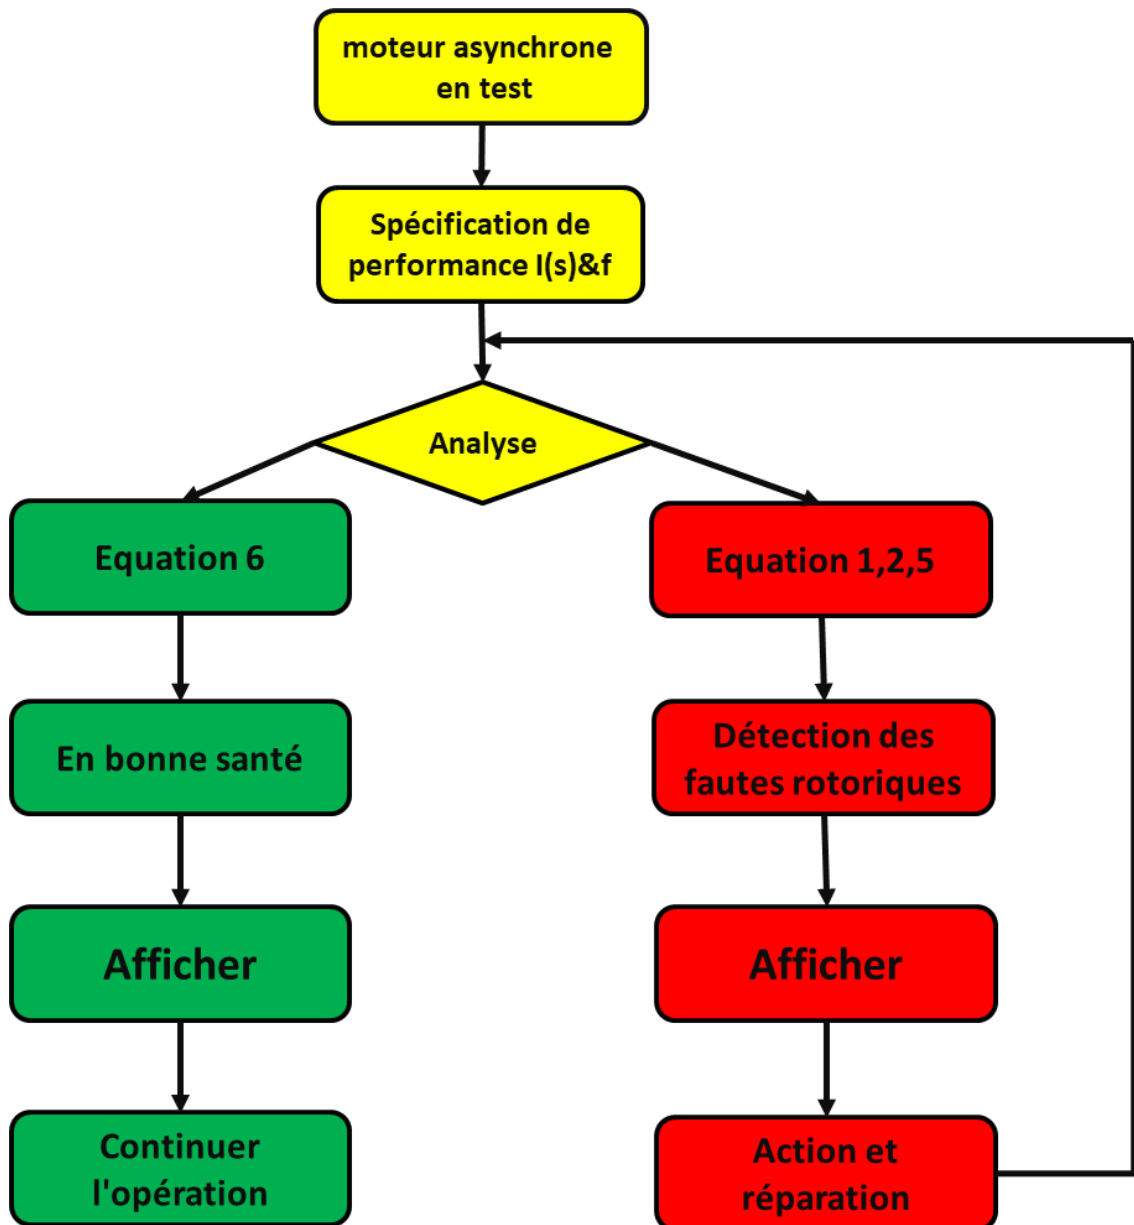 moteur asynchrone
en test
Spécification de
performance I(s)&f
Analyse
Equation 6
Equation 1,2,5
En bonne santé
Détection des
fautes rotoriques
Afficher
Afficher
Continuer
l'opération
Action et
réparation